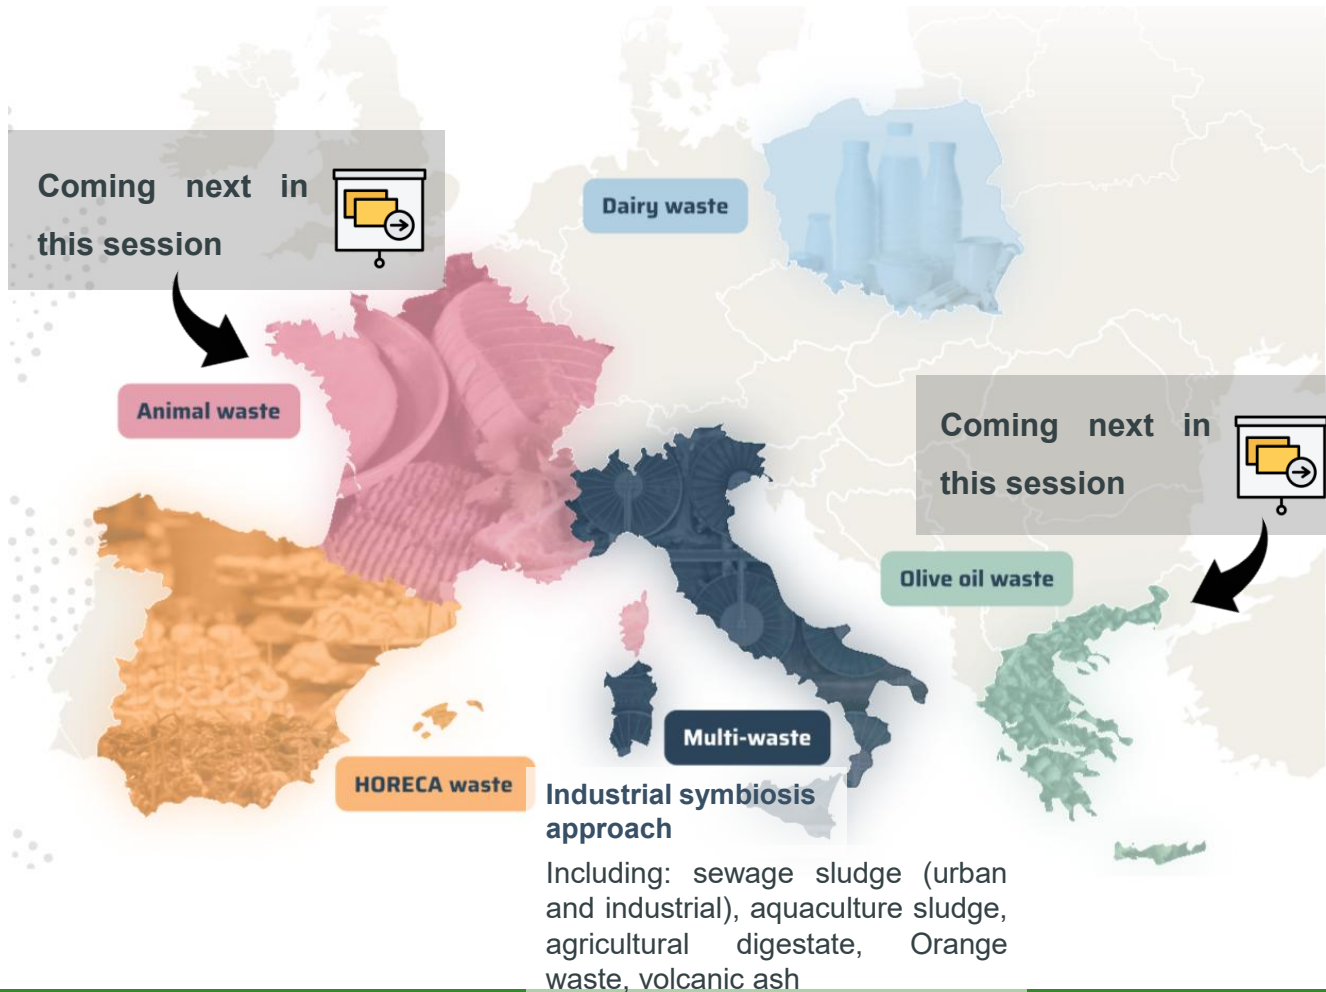 Coming next in
this session
Dairy waste
Animal waste
Coming next in
this session
Olive oil waste
Multi-waste
HORECA waste
Industrial symbiosis
approach
Including: sewage sludge (urban
and industrial), aquaculture sludge,
agricultural digestate, Orange
waste, volcanic ash